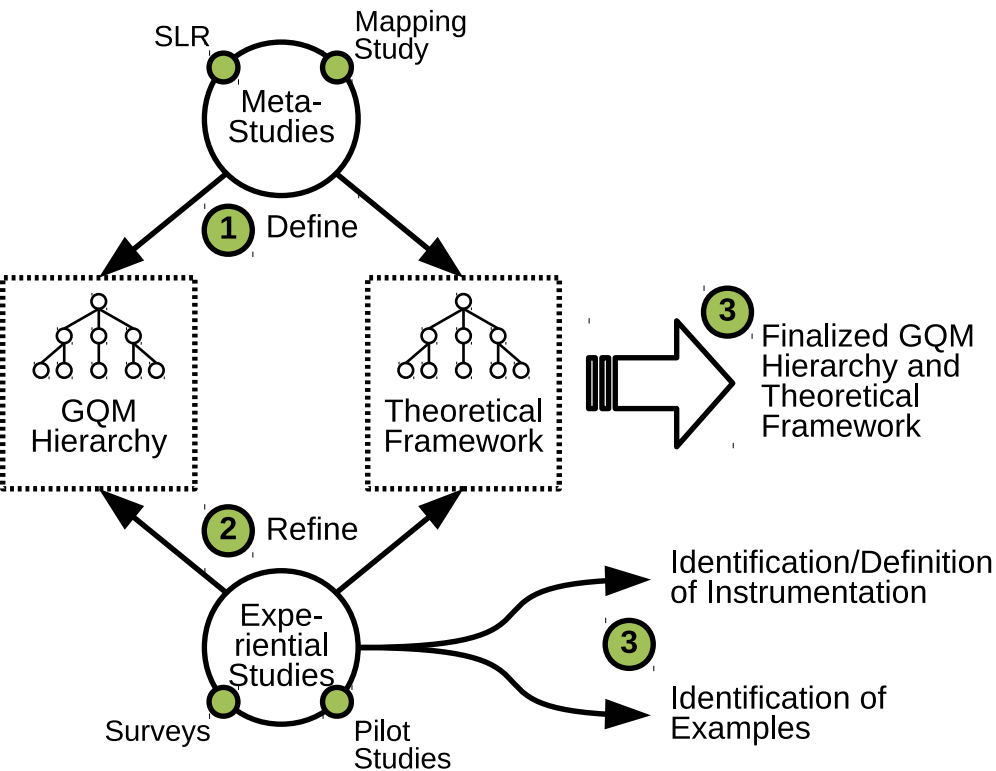 SLR
Mapping
Study
Meta-
Studies
1 Define
GQM
Hierarchy
Theoretical
Framework
3
Finalized GQM
Hierarchy and
Theoretical
Framework
2 Refine
Expe-
riential
Studies
Surveys
Pilot
Studies
Identification/Definition
of Instrumentation
3
Identification of
Examples